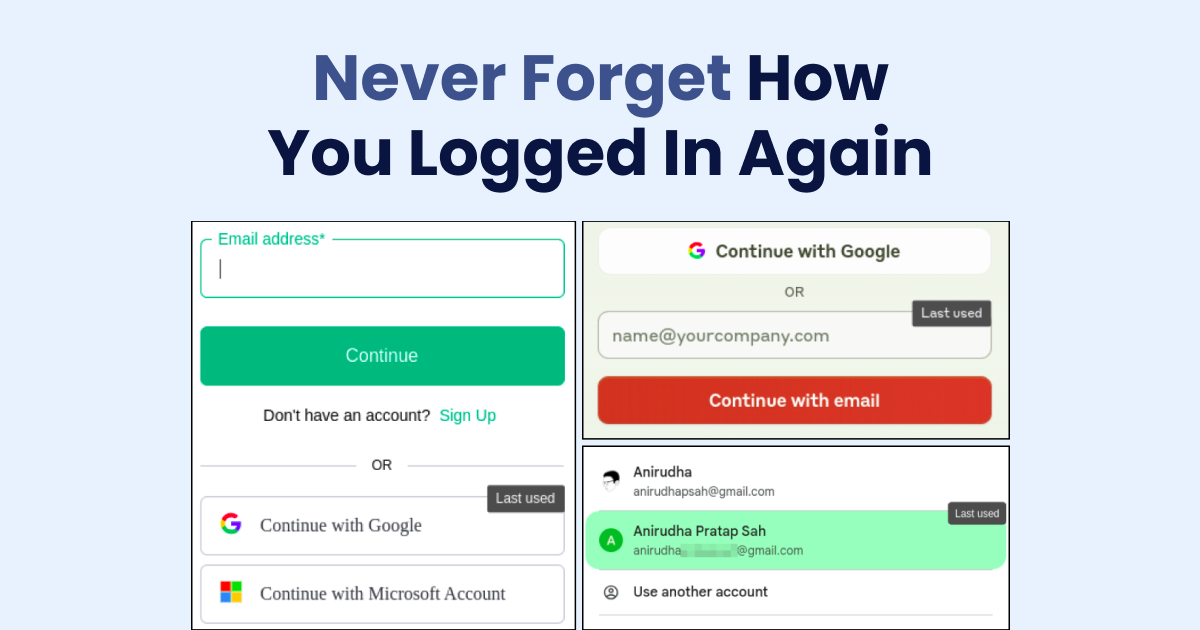 Never Forget How
You Logged In Again
Email address*
Continue
Don't have an account? Sign Up
OR
Last used
Continue with Google
Continue with Microsoft Account
Continue with Google
OR
Last used
name@yourcompany.com
Continue with email
Anirudha
anirudhapsah@gmail.com
Last used
Anirudha Pratap Sah
A
anirudha @gmail.com
Use another account